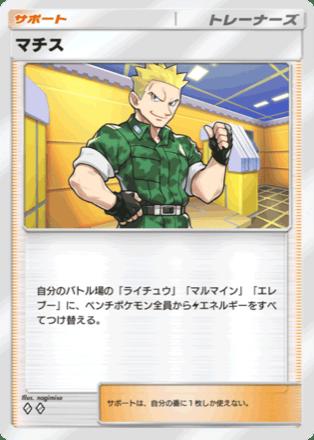 サポート
トレーナーズ
マチス
自分のバトル場の「ライチュウ」「マルマイン」「エレ
ブー」に、ベンチポケモン全員からエネルギーをすべ
てつけ替える。
Illus. nagimiso
サポートは、自分の番に1枚しか使えない。